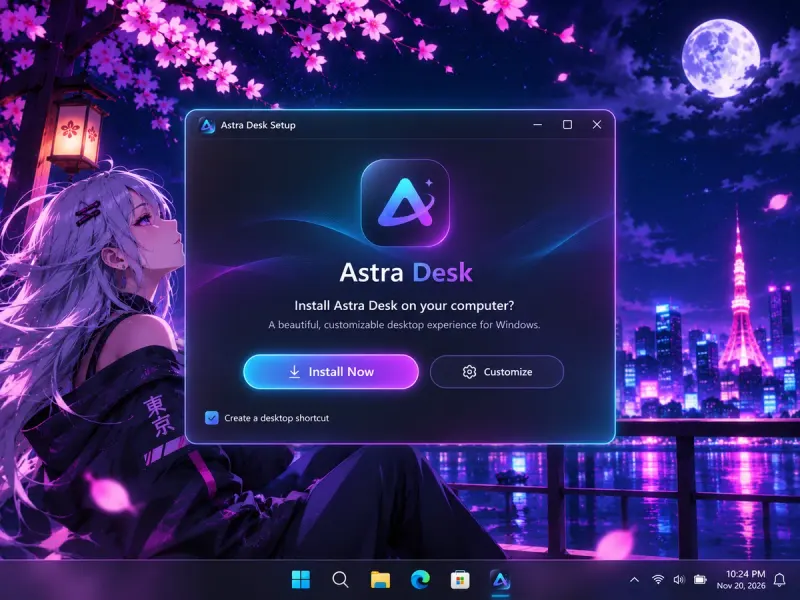 Astra Desk Setup
Astra Desk
Install Astra Desk on your computer?
A beautiful, customizable desktop experience for Windows.
Install Now
Customize
Create a desktop shortcut
東京
10:24 PM
Nov 20, 2026